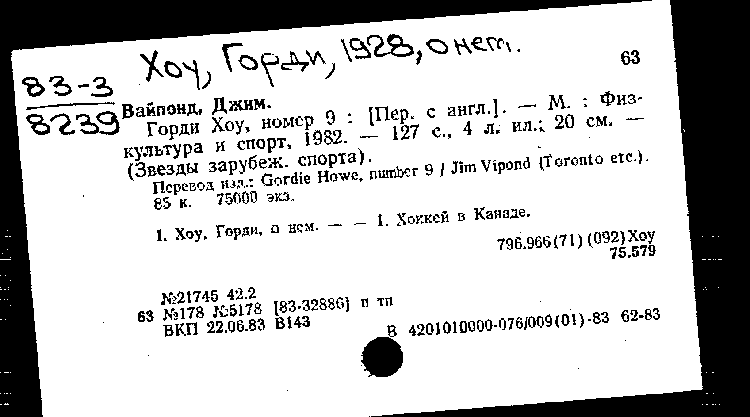 Хоу, Горди, 1928, о нем.
63
83-3
8239
Вайпонд, Джим.
Горди Хоу, номер 9 : [Пер. с англ.]. — М. : Физ-
культура и спорт, 1982. — 127 с., 4 л. ил.; 20 см. —
(Звезды зарубеж. спорта).
Перевод изд.: Gordie Howe, number 9 / Jim Vipond (Toronto etc.).
85 к. 75000 экз.
1. Хоу, Горди, о нем. — — 1. Хоккей в Канаде.
796.966(71)(092)Хоу
75.579
№21745 42.2
63 №178 №5178 [83-32886] п тп
ВКП 22.06.83 В143
В 4201010000-076/009(01)-83 62-83